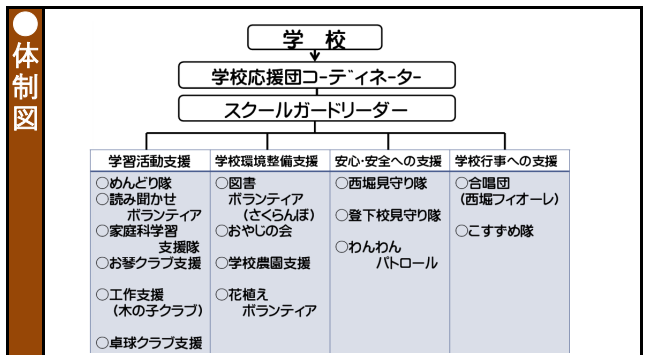 ●体制図
学 校
学校応援団コーディネーター
スクールガードリーダー
学習活動支援
○めんどり隊
○読み聞かせ
ボランティア
○家庭科学習
支援隊
○お琴クラブ支援
○工作支援
(木の子クラブ)
○卓球クラブ支援
学校環境整備支援
○図書
ボランティア
(さくらんぼ)
○おやじの会
○学校農園支援
○花植え
ボランティア
安心・安全への支援
○西堀見守り隊
○登下校見守り隊
○わんわん
パトロール
学校行事への支援
○合唱団
(西堀フィオーレ)
○こすずめ隊